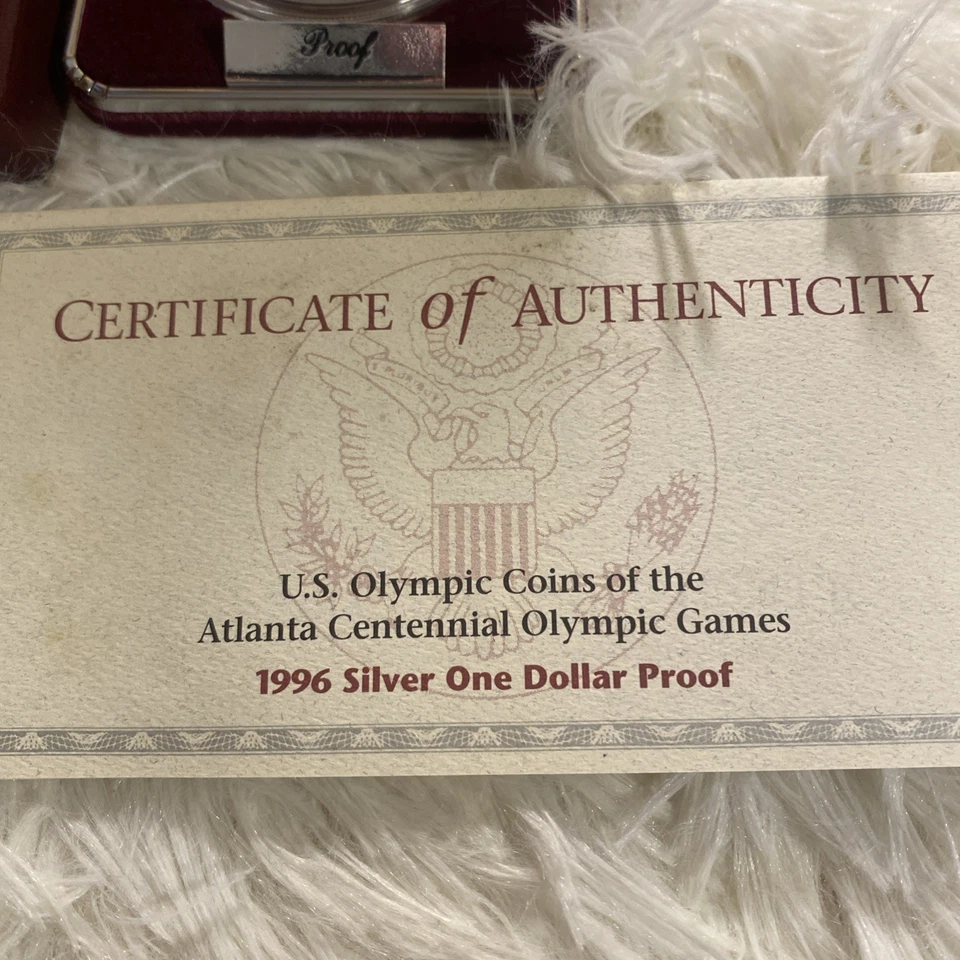 Proof
CERTIFICATE of AUTHENTICITY
U.S. Olympic Coins of the
Atlanta Centennial Olympic Games
1996 Silver One Dollar Proof